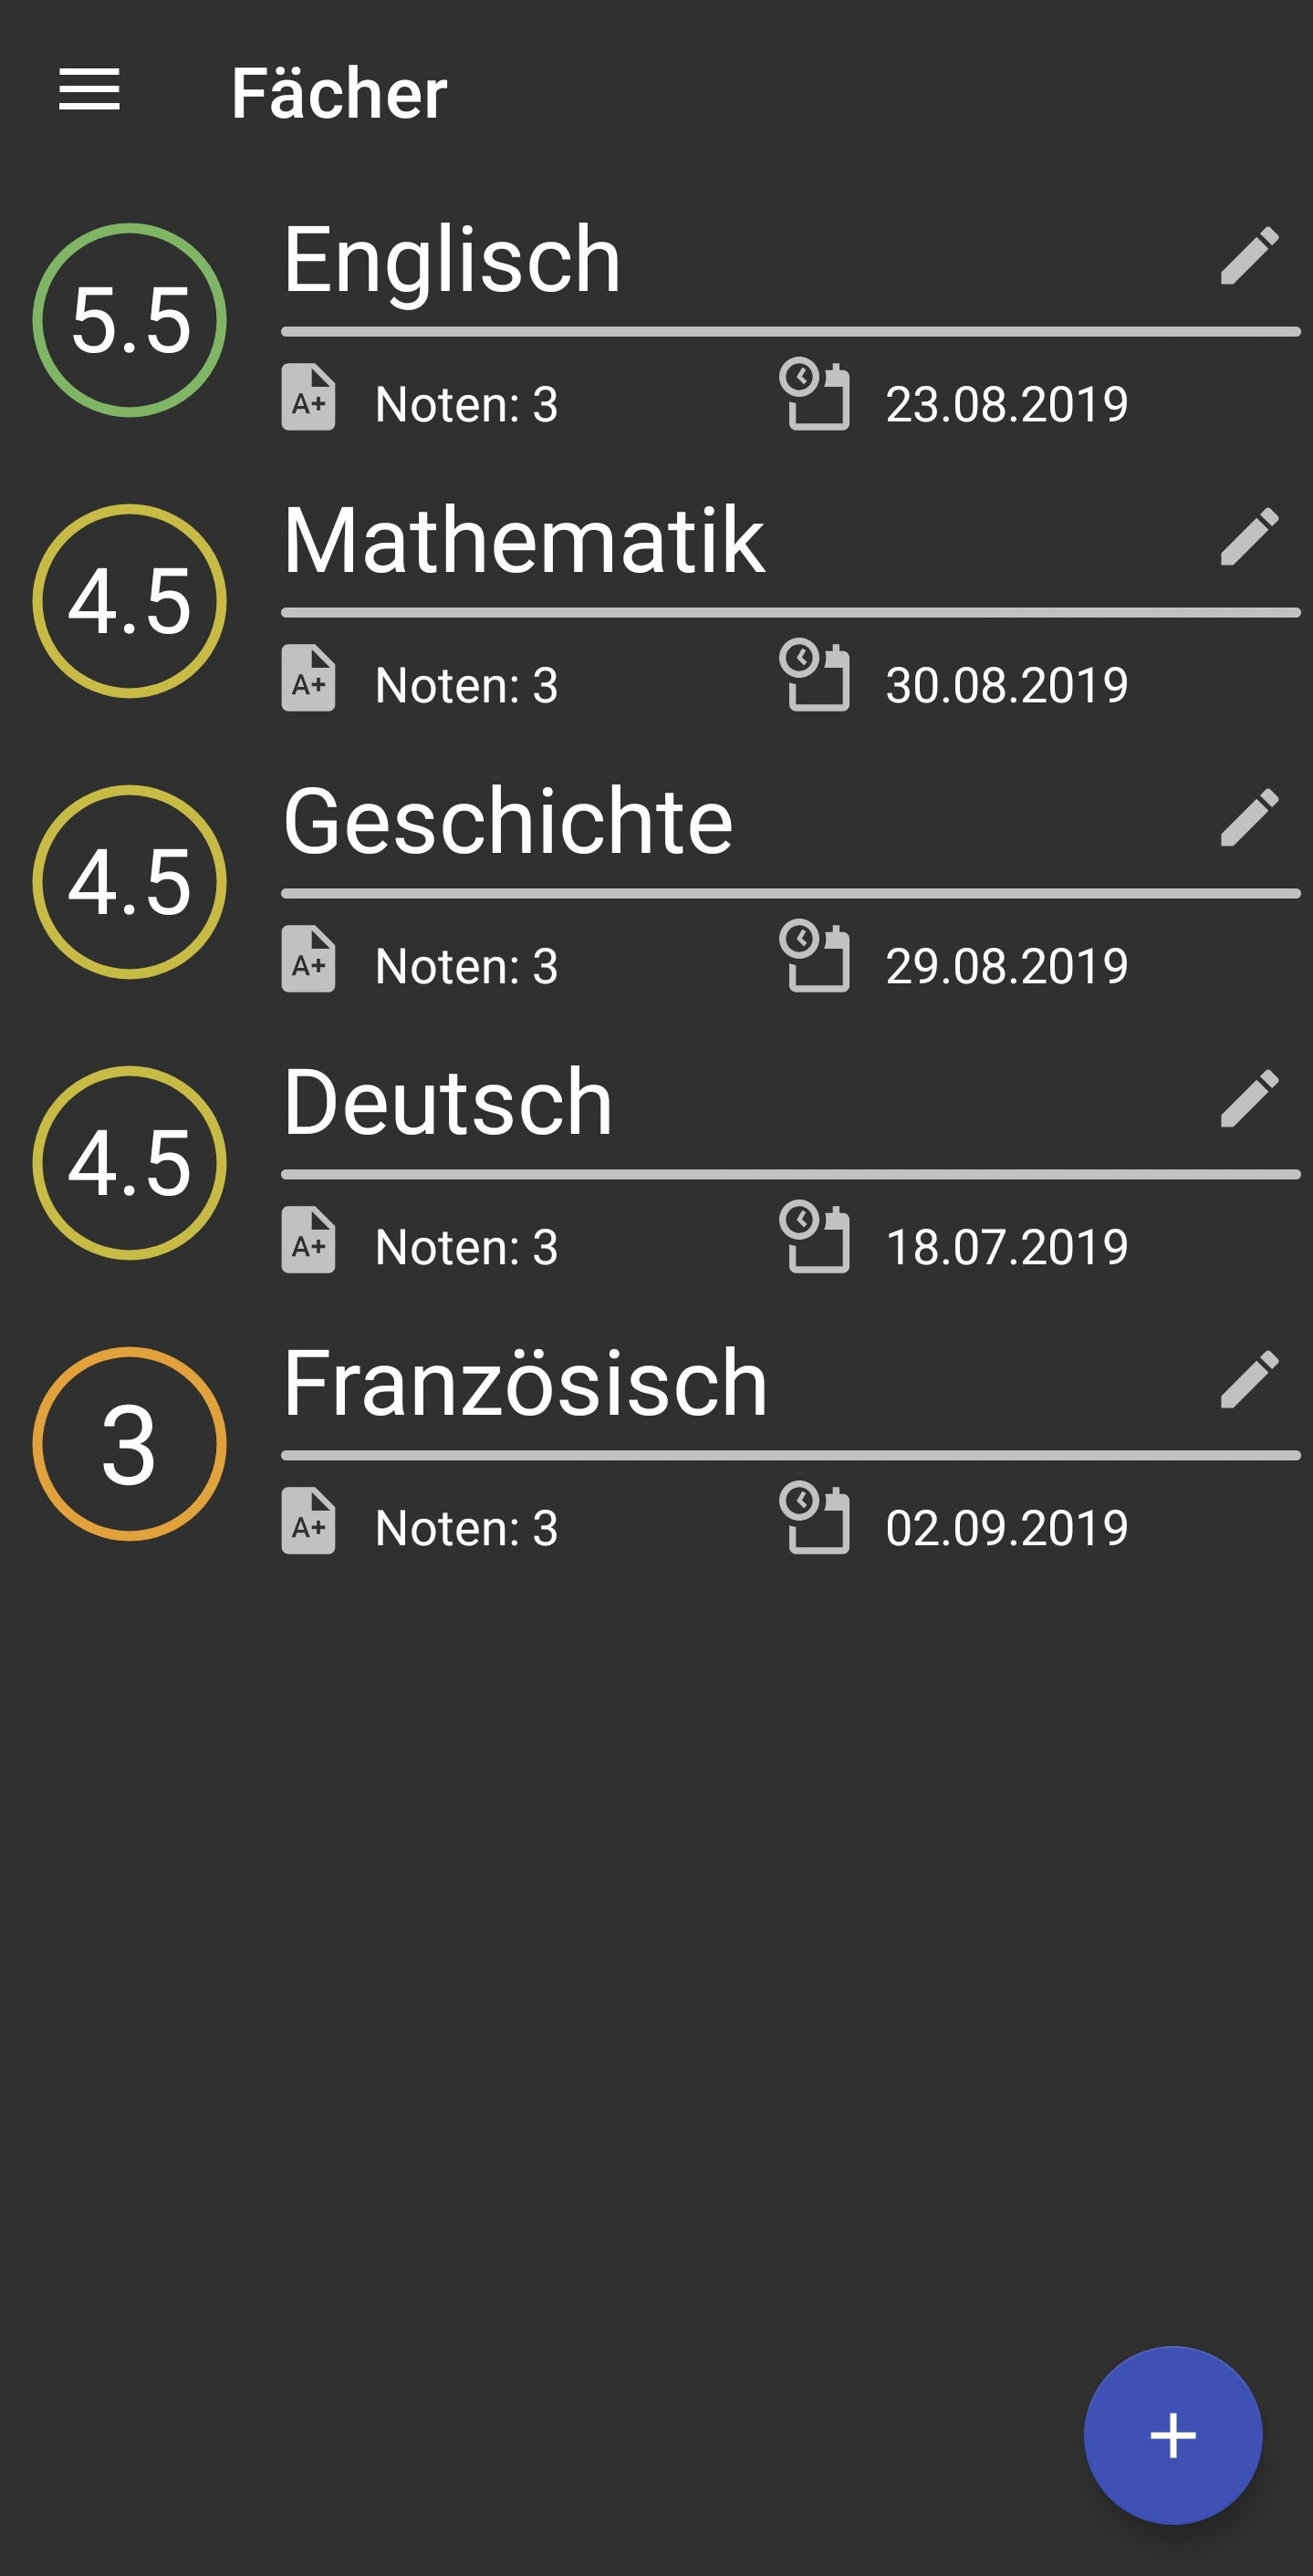 Fächer
5.5 Englisch
A+ Noten: 3 23.08.2019
4.5 Mathematik
A+ Noten: 3 30.08.2019
4.5 Geschichte
A+ Noten: 3 29.08.2019
4.5 Deutsch
A+ Noten: 3 18.07.2019
3 Französisch
A+ Noten: 3 02.09.2019
+